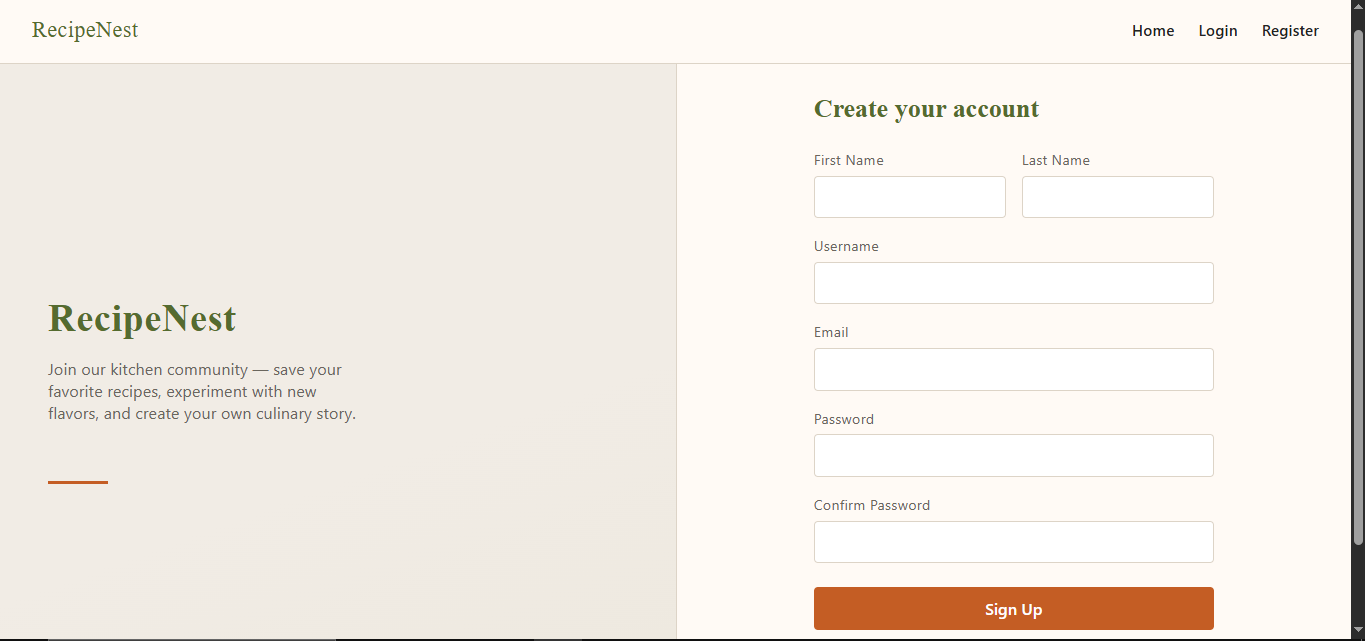 RecipeNest
Home Login Register
RecipeNest
Join our kitchen community — save your
favorite recipes, experiment with new
flavors, and create your own culinary story.
Create your account
First Name Last Name
Username
Email
Password
Confirm Password
Sign Up